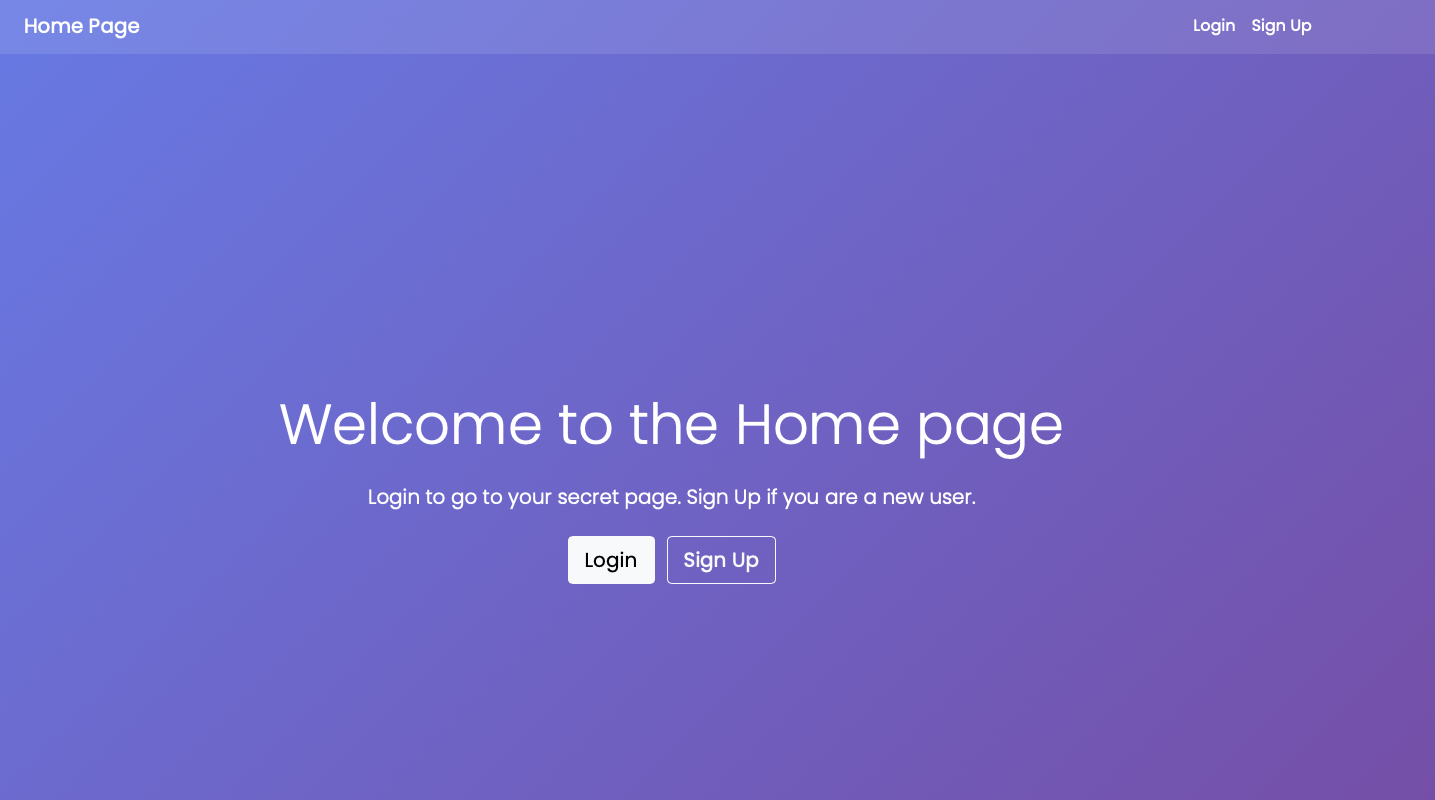 Home Page
Login Sign Up
Welcome to the Home page
Login to go to your secret page. Sign Up if you are a new user.
Login Sign Up